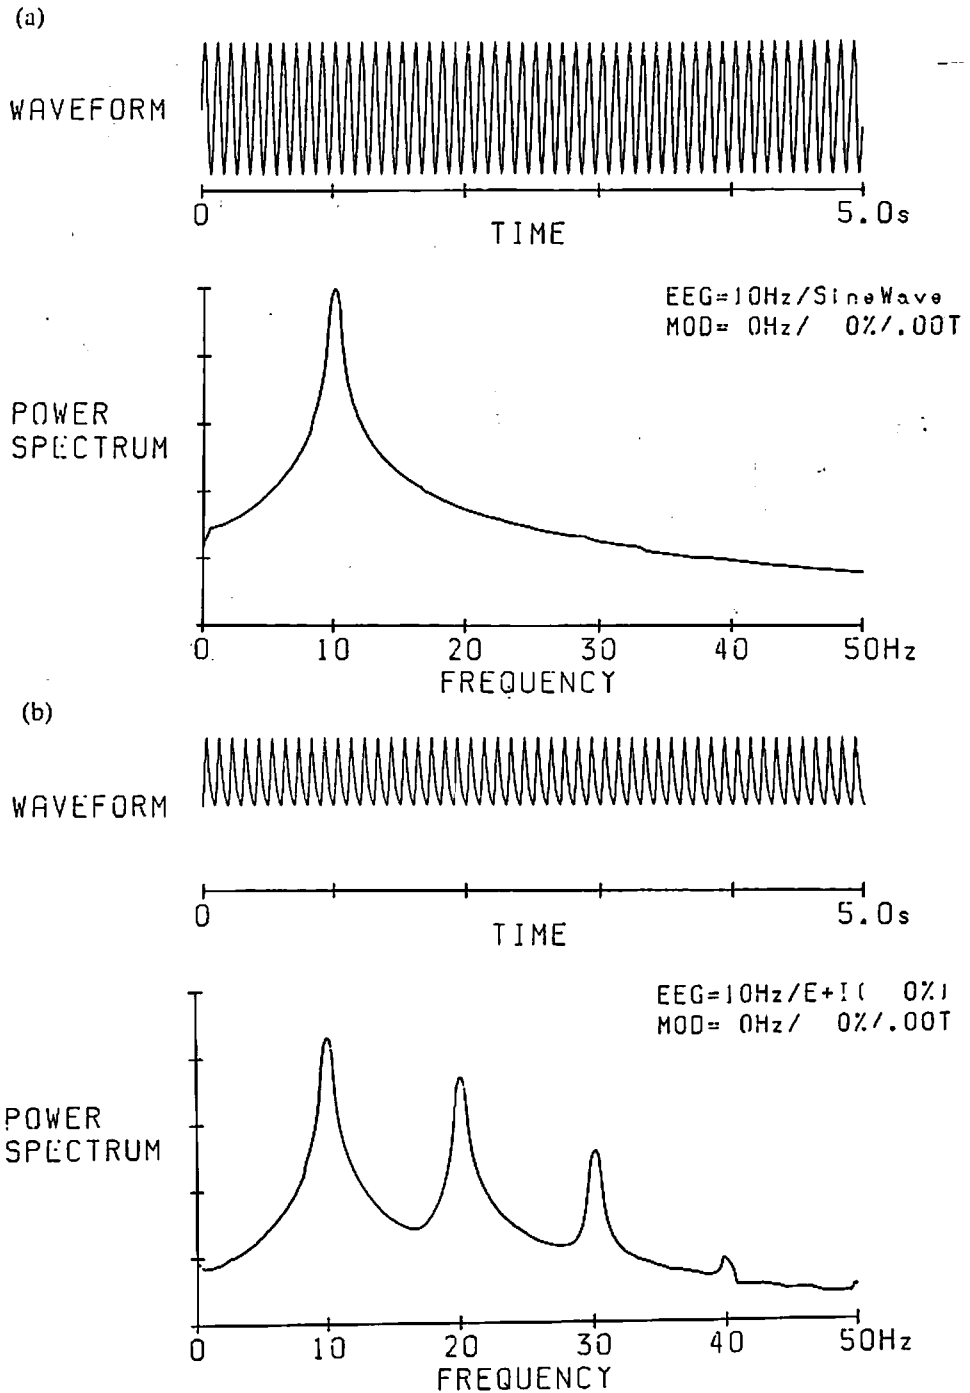 (a)
WAVEFORM
0
5.0s
TIME
EEG=10Hz/SineWave
MOD= 0Hz/ 0%/.00T
POWER
SPECTRUM
0 10 20 30 40 50Hz
FREQUENCY
(b)
WAVEFORM
0
5.0s
TIME
EEG=10Hz/E+I( 0%)
MOD= 0Hz/ 0%/.00T
POWER
SPECTRUM
0 10 20 30 40 50Hz
FREQUENCY